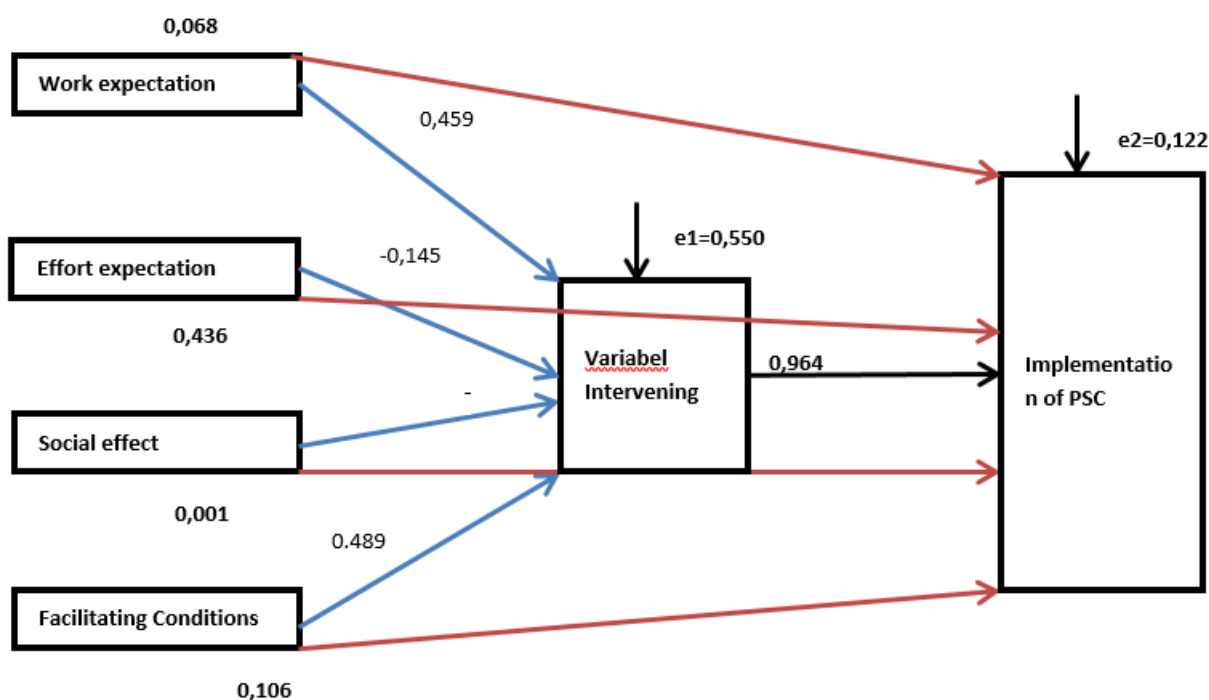 0,068
Work expectation
0,459
e2=0,122
Effort expectation
-0,145
e1=0,550
0,436
Variabel
Intervening
0,964
Implementatio
n of PSC
-
Social effect
0,001
0.489
Facilitating Conditions
0,106